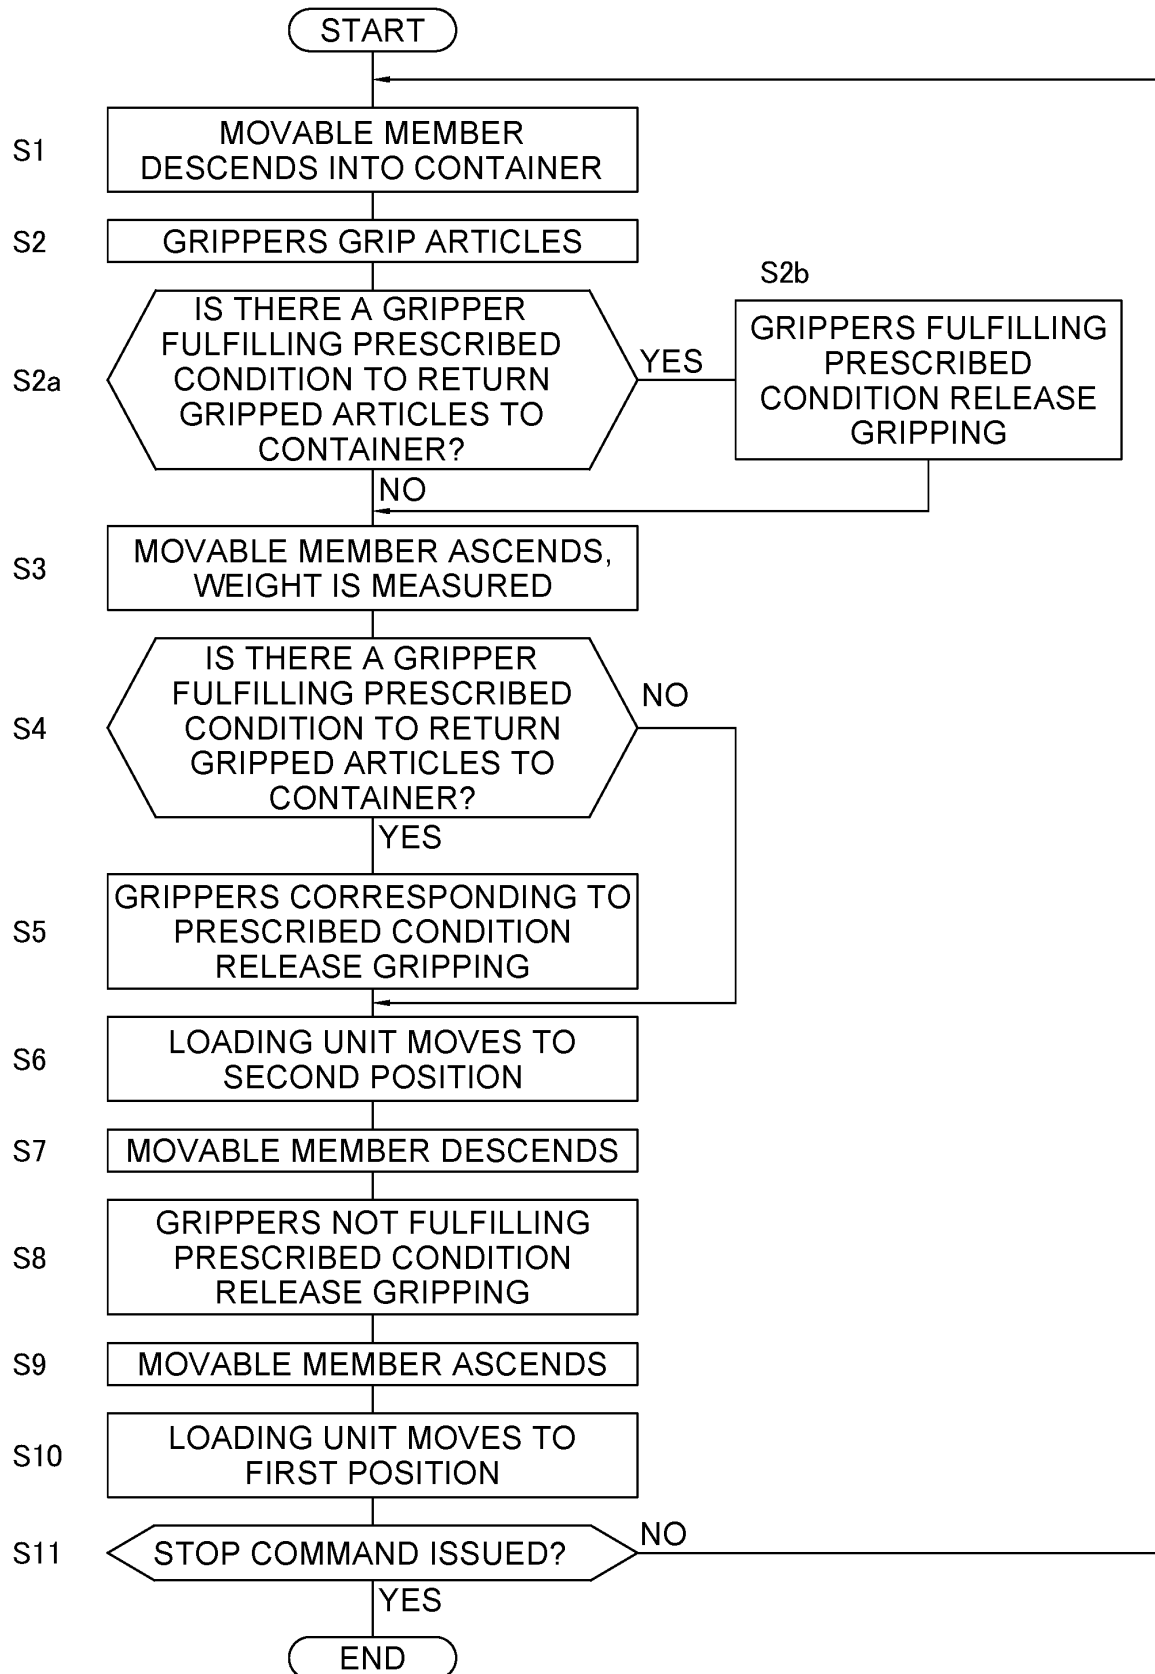 START
S1
MOVABLE MEMBER
DESCENDS INTO CONTAINER
S2
GRIPPERS GRIP ARTICLES
S2a
IS THERE A GRIPPER
FULFILLING PRESCRIBED
CONDITION TO RETURN
GRIPPED ARTICLES TO
CONTAINER?
YES
S2b
GRIPPERS FULFILLING
PRESCRIBED
CONDITION RELEASE
GRIPPING
NO
S3
MOVABLE MEMBER ASCENDS,
WEIGHT IS MEASURED
S4
IS THERE A GRIPPER
FULFILLING PRESCRIBED
CONDITION TO RETURN
GRIPPED ARTICLES TO
CONTAINER?
NO
YES
S5
GRIPPERS CORRESPONDING TO
PRESCRIBED CONDITION
RELEASE GRIPPING
S6
LOADING UNIT MOVES TO
SECOND POSITION
S7
MOVABLE MEMBER DESCENDS
S8
GRIPPERS NOT FULFILLING
PRESCRIBED CONDITION
RELEASE GRIPPING
S9
MOVABLE MEMBER ASCENDS
S10
LOADING UNIT MOVES TO
FIRST POSITION
S11
STOP COMMAND ISSUED?
NO
YES
END